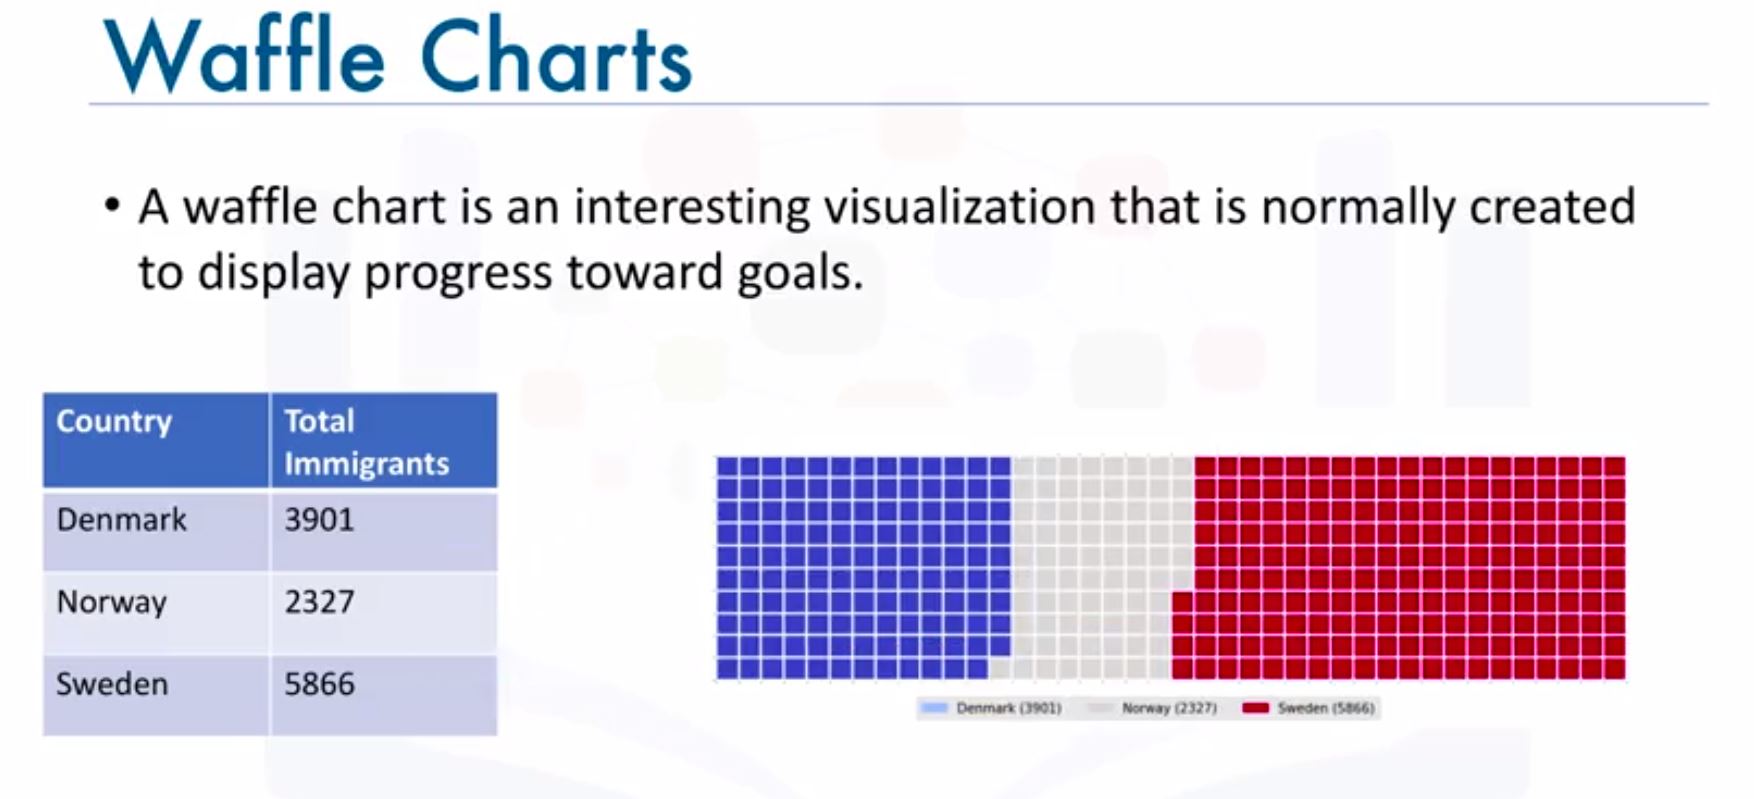 Waffle Charts
• A waffle chart is an interesting visualization that is normally created
to display progress toward goals.
Country Total
Immigrants
Denmark 3901
Norway 2327
Sweden 5866
Denmark (3901) Norway (2327) Sweden (5866)